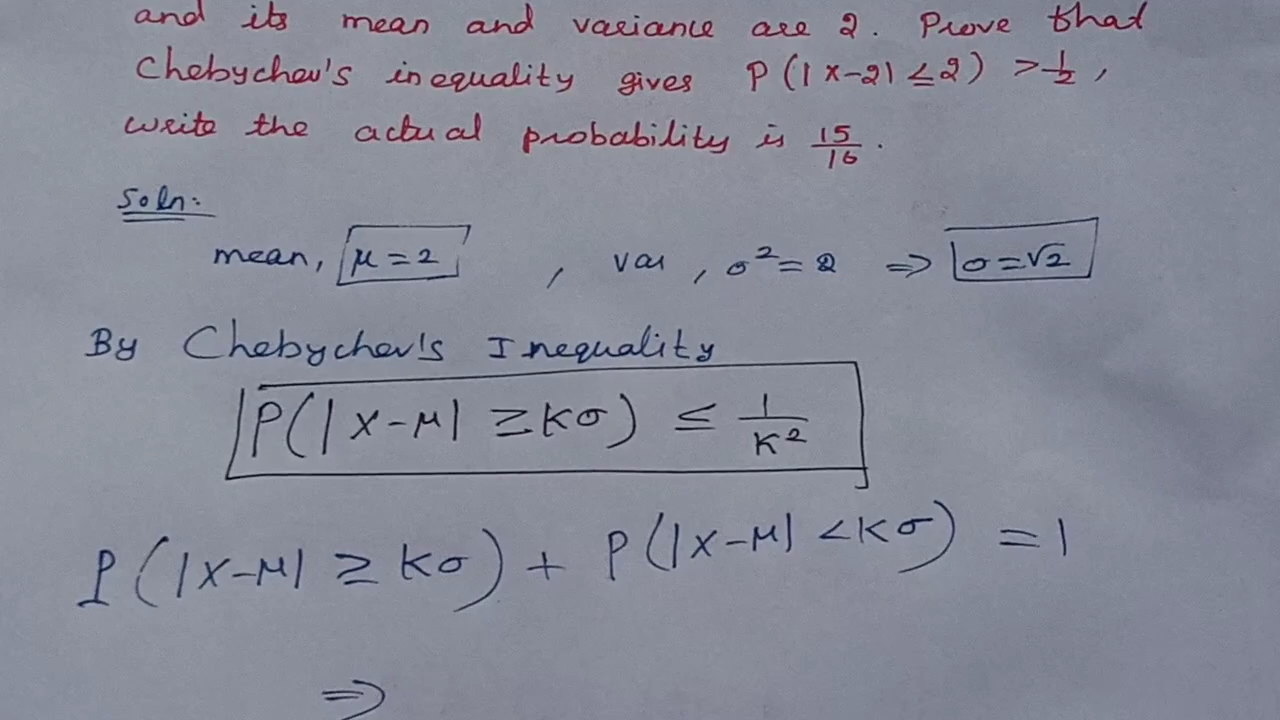 and its mean and variance are 2. Prove that
Chebychev's inequality gives P(|x-2| ≤ 2) > 1/2,
write the actual probability is 15/16.
Soln:
mean, μ = 2 , var, σ² = 2 ⇒ σ = √2
By Chebychev's Inequality
P(|X-μ| ≥ Kσ) ≤ 1/K²
P(|X-μ| ≥ Kσ) + P(|X-μ| < Kσ) = 1
⇒